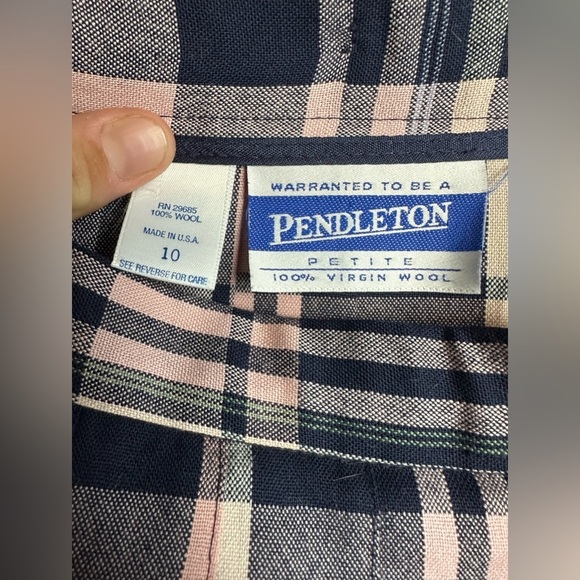 RN 29685
100% WOOL
MADE IN U.S.A.
10
SEE REVERSE FOR CARE
WARRANTED TO BE A
PENDLETON
PETITE
100% VIRGIN WOOL